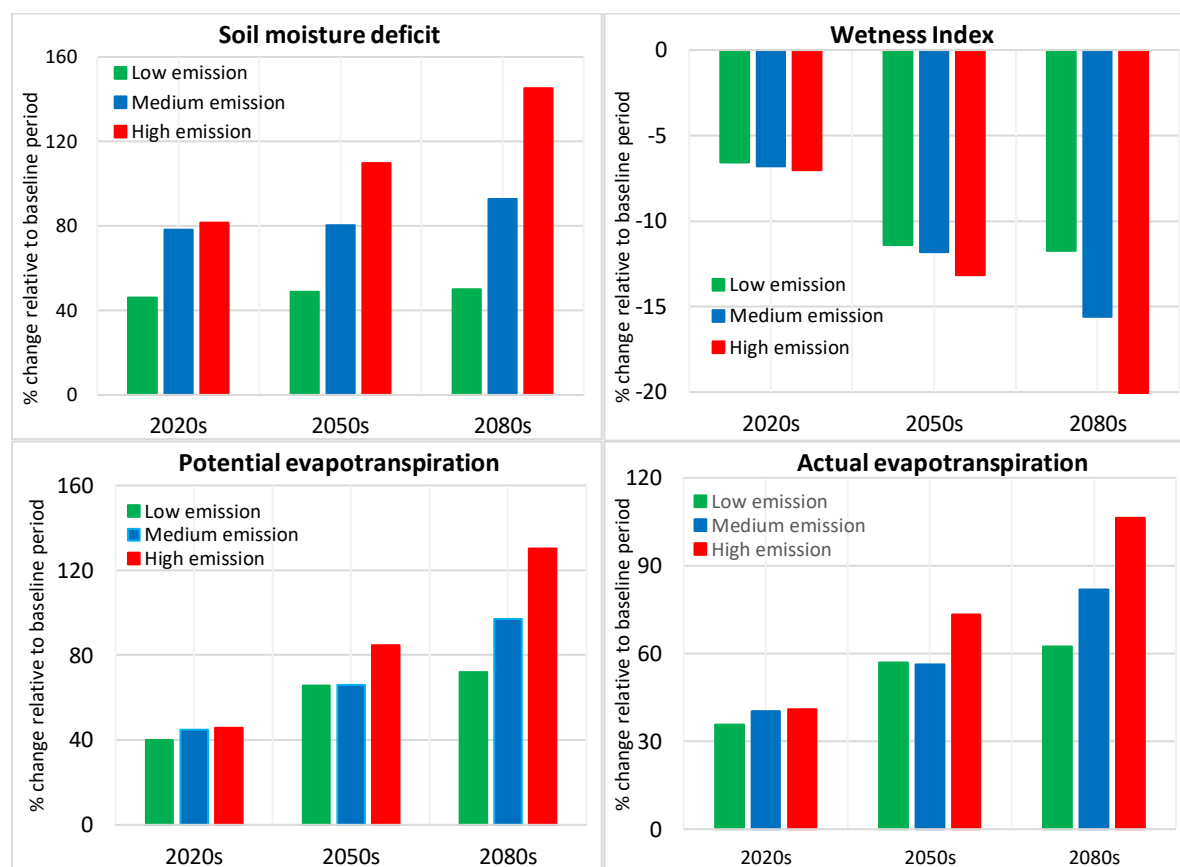 Soil moisture deficit
% change relative to baseline period
160
120
80
40
0
Low emission
Medium emission
High emission
2020s
2050s
2080s
Wetness Index
% change relative to baseline period
0
-5
-10
-15
-20
Low emission
Medium emission
High emission
2020s
2050s
2080s
Potential evapotranspiration
% change relative to baseline period
160
120
80
40
0
Low emission
Medium emission
High emission
2020s
2050s
2080s
Actual evapotranspiration
% change relative to baseline period
120
90
60
30
0
Low emission
Medium emission
High emission
2020s
2050s
2080s